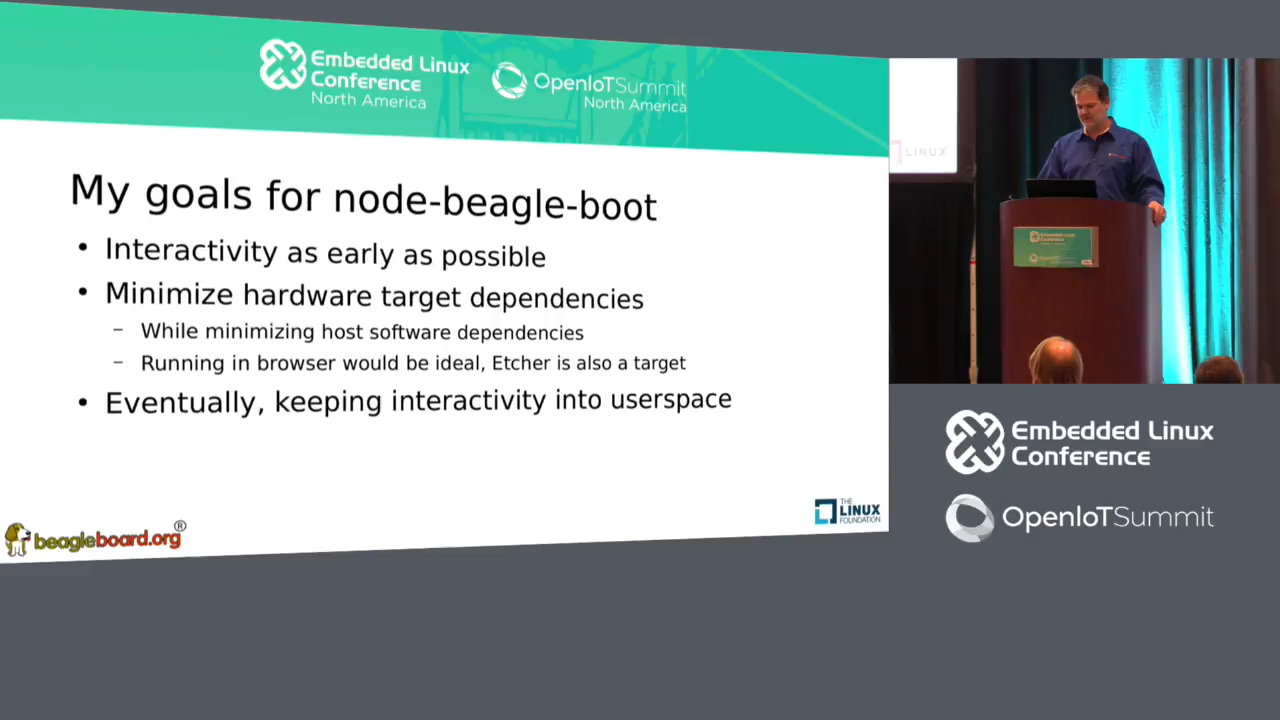 Embedded Linux
Conference
North America
OpenIoTSummit
North America
My goals for node-beagle-boot
• Interactivity as early as possible
• Minimize hardware target dependencies
– While minimizing host software dependencies
– Running in browser would be ideal, Etcher is also a target
• Eventually, keeping interactivity into userspace
beagleboard.org®
THE
LINUX
FOUNDATION
LINUX
Embedded Linux
Conference
OpenIoTSummit